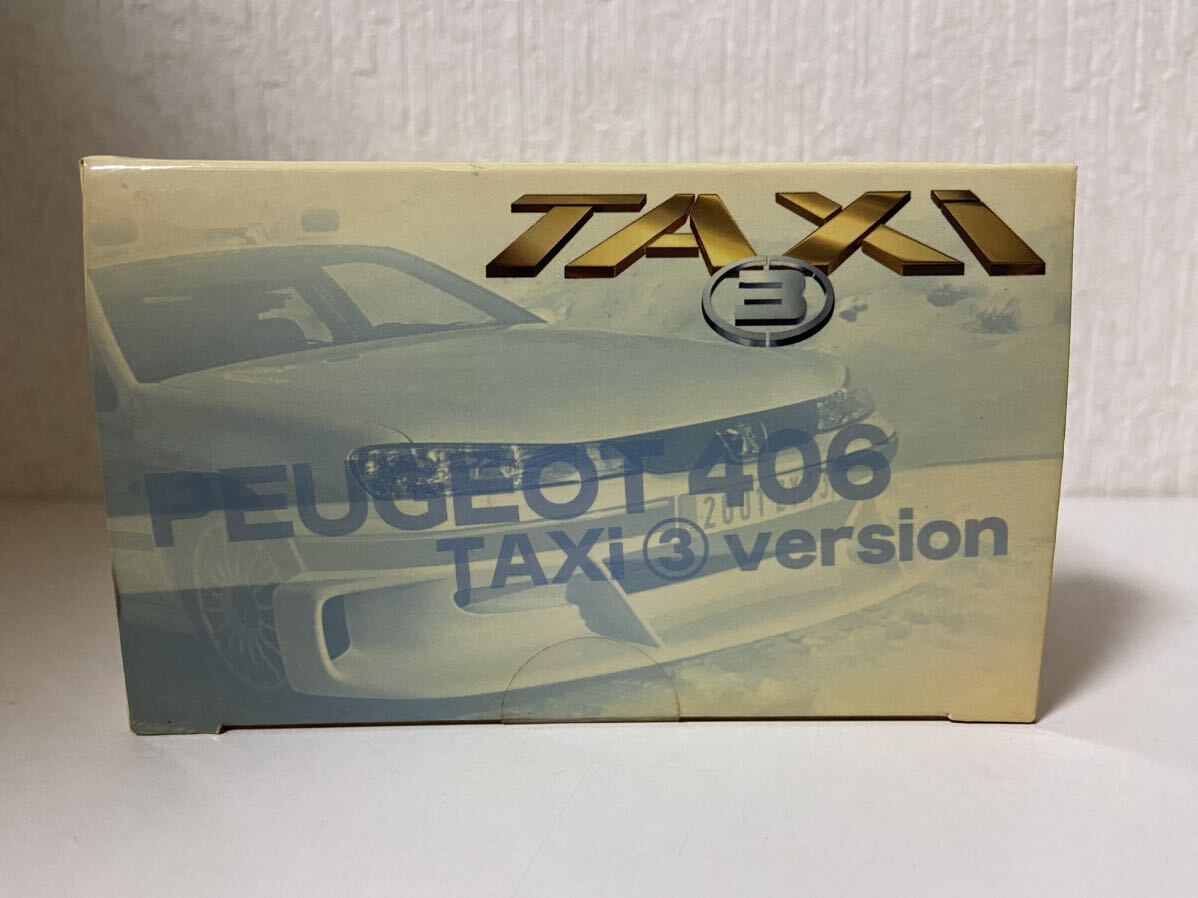 TAXi
3
PEUGEOT 406
TAXi ③ version